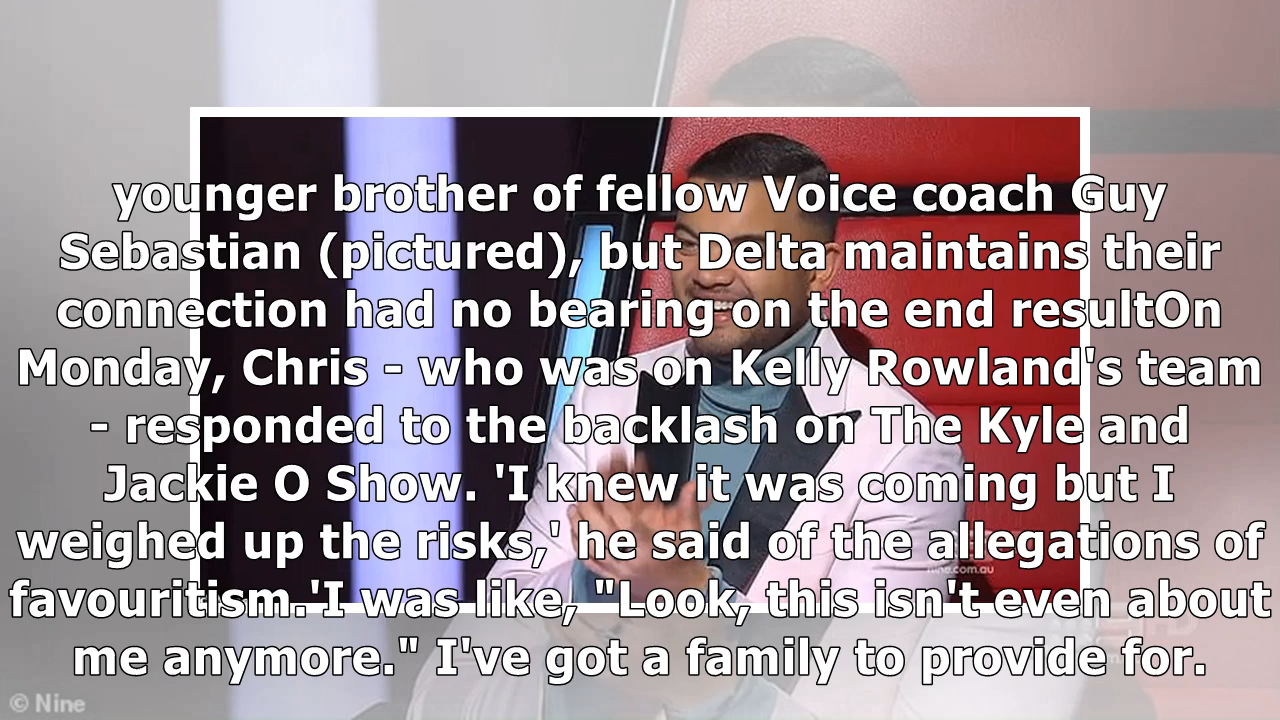 younger brother of fellow Voice coach Guy
Sebastian (pictured), but Delta maintains their
connection had no bearing on the end resultOn
Monday, Chris - who was on Kelly Rowland's team
- responded to the backlash on The Kyle and
Jackie O Show. 'I knew it was coming but I
weighed up the risks,' he said of the allegations of
favouritism.'I was like, "Look, this isn't even about
me anymore." I've got a family to provide for.
nine.com.au
© Nine